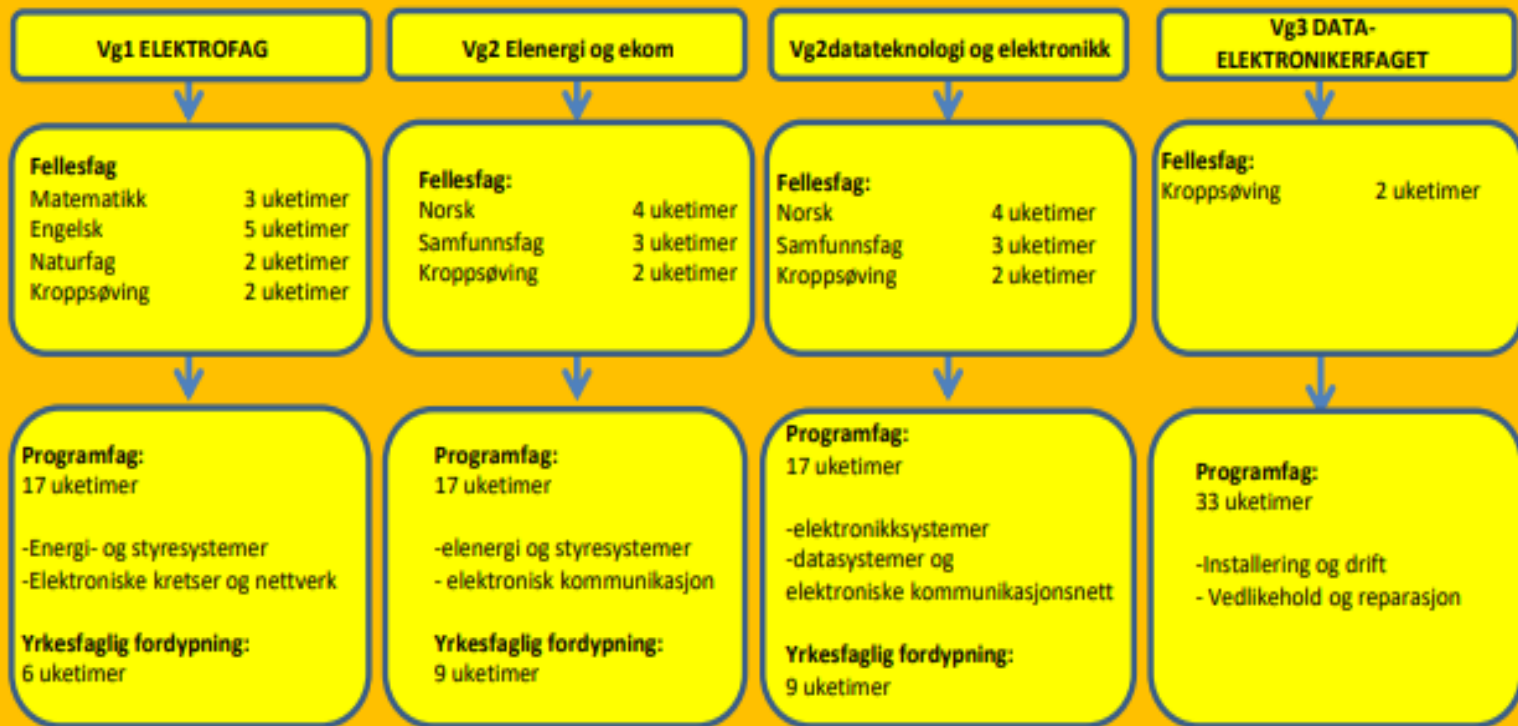 Vg1 ELEKTROFAG
Fellesfag
Matematikk 3 uketimer
Engelsk 5 uketimer
Naturfag 2 uketimer
Kroppsøving 2 uketimer
Programfag:
17 uketimer
-Energi- og styresystemer
-Elektroniske kretser og nettverk
Yrkesfaglig fordypning:
6 uketimer
Vg2 Elenergi og ekom
Fellesfag:
Norsk 4 uketimer
Samfunnsfag 3 uketimer
Kroppsøving 2 uketimer
Programfag:
17 uketimer
-elenergi og styresystemer
- elektronisk kommunikasjon
Yrkesfaglig fordypning:
9 uketimer
Vg2datateknologi og elektronikk
Fellesfag:
Norsk 4 uketimer
Samfunnsfag 3 uketimer
Kroppsøving 2 uketimer
Programfag:
17 uketimer
-elektronikksystemer
-datasystemer og
elektroniske kommunikasjonsnett
Yrkesfaglig fordypning:
9 uketimer
Vg3 DATA-
ELEKTRONIKERFAGET
Fellesfag:
Kroppsøving 2 uketimer
Programfag:
33 uketimer
-Installering og drift
- Vedlikehold og reparasjon